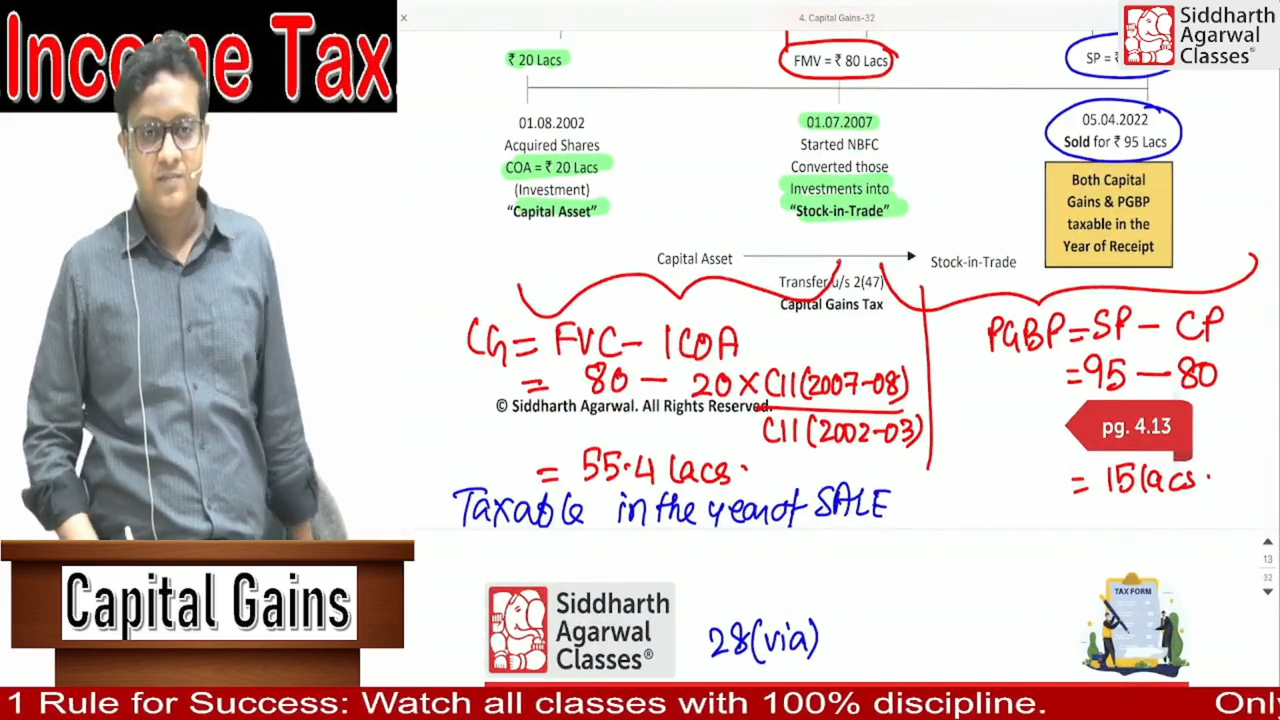 Income Tax
4. Capital Gains-32
Siddharth
Agarwal
Classes®
₹ 20 Lacs
FMV = ₹ 80 Lacs
SP = ₹
01.08.2002
Acquired Shares
COA = ₹ 20 Lacs
(Investment)
“Capital Asset”
01.07.2007
Started NBFC
Converted those
Investments into
“Stock-in-Trade”
05.04.2022
Sold for ₹ 95 Lacs
Both Capital
Gains & PGBP
taxable in the
Year of Receipt
Capital Asset
Stock-in-Trade
Transfer u/s 2(47)
Capital Gains Tax
CG = FVC - ICOA
= 80 - 20 × CII(2007-08)
CII(2002-03)
© Siddharth Agarwal. All Rights Reserved.
= 55.4 lacs.
Taxable in the year of SALE
PGBP = SP - CP
= 95 - 80
pg. 4.13
= 15 lacs.
13
32
Capital Gains
Siddharth
Agarwal
Classes®
28(via)
TAX FORM
1 Rule for Success: Watch all classes with 100% discipline.
Onl